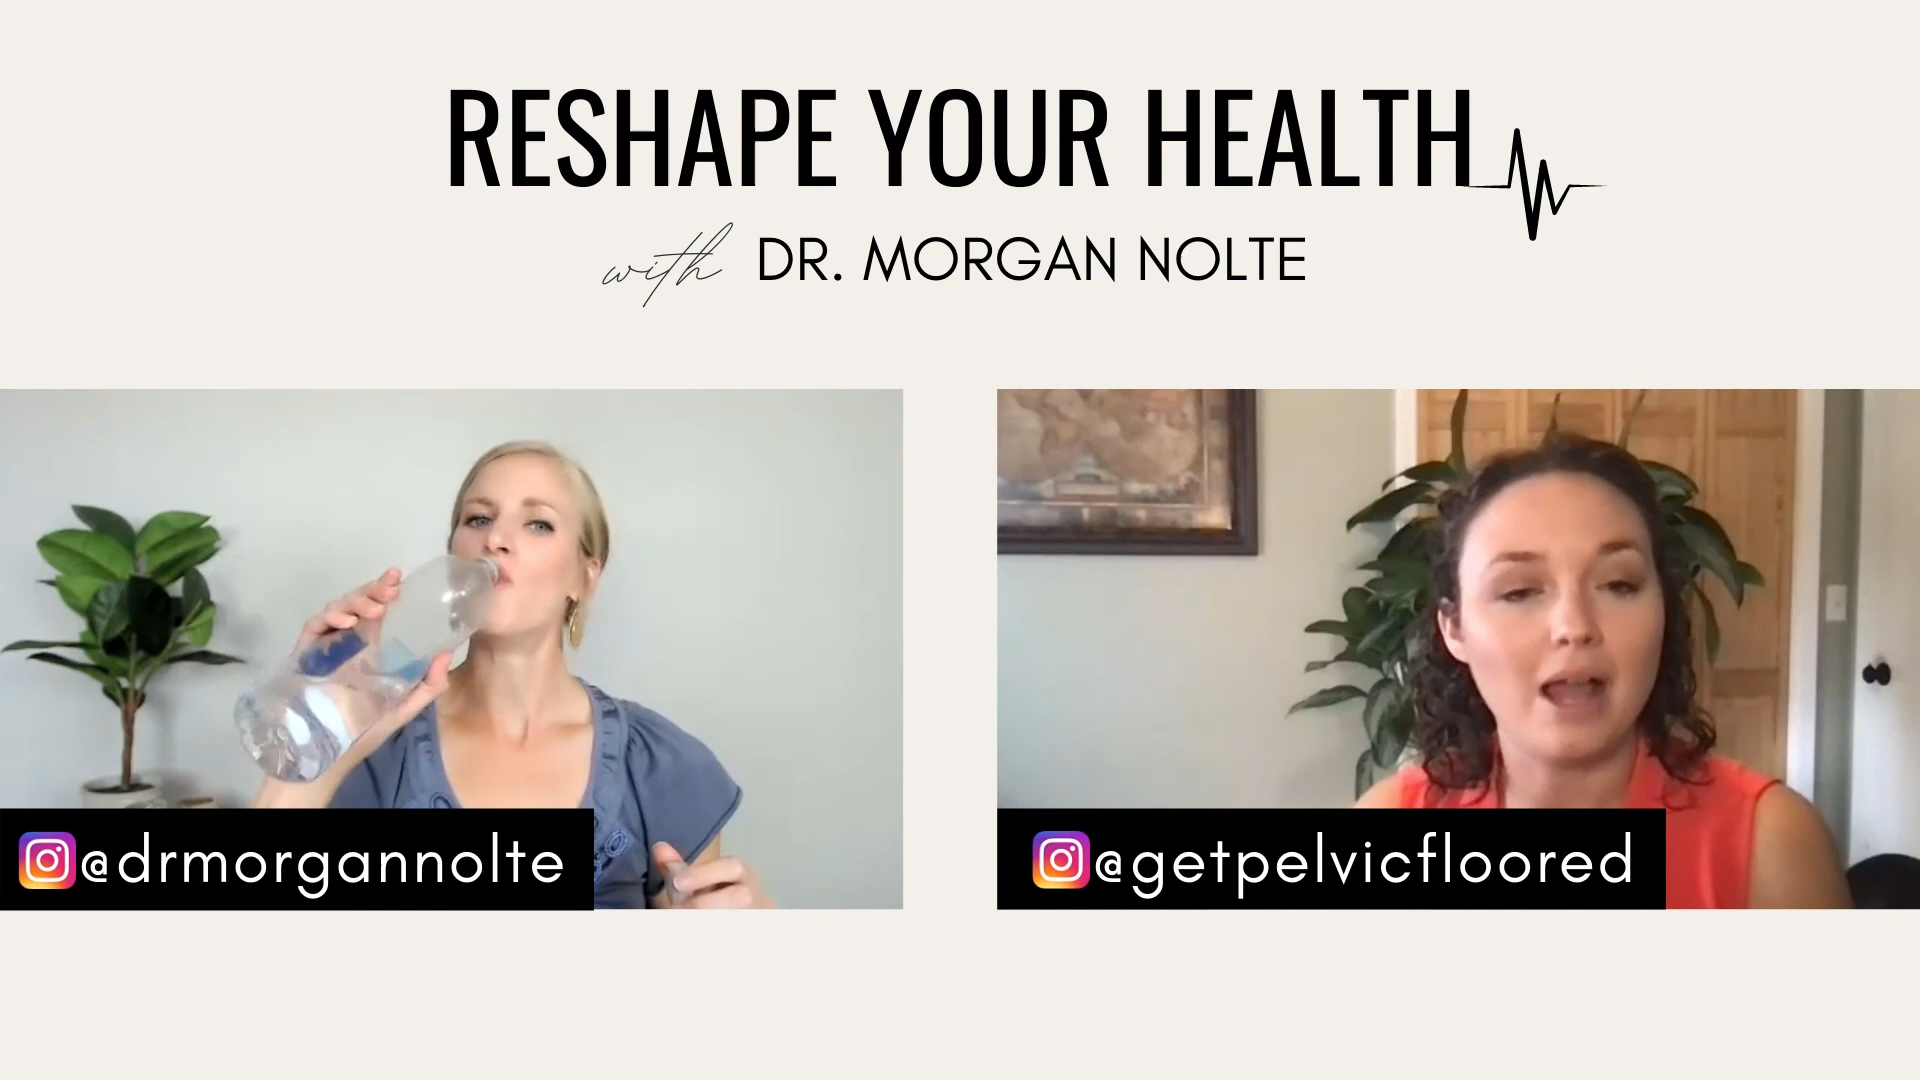 RESHAPE YOUR HEALTH
with DR. MORGAN NOLTE
@drmorgannolte
@getpelvicfloored